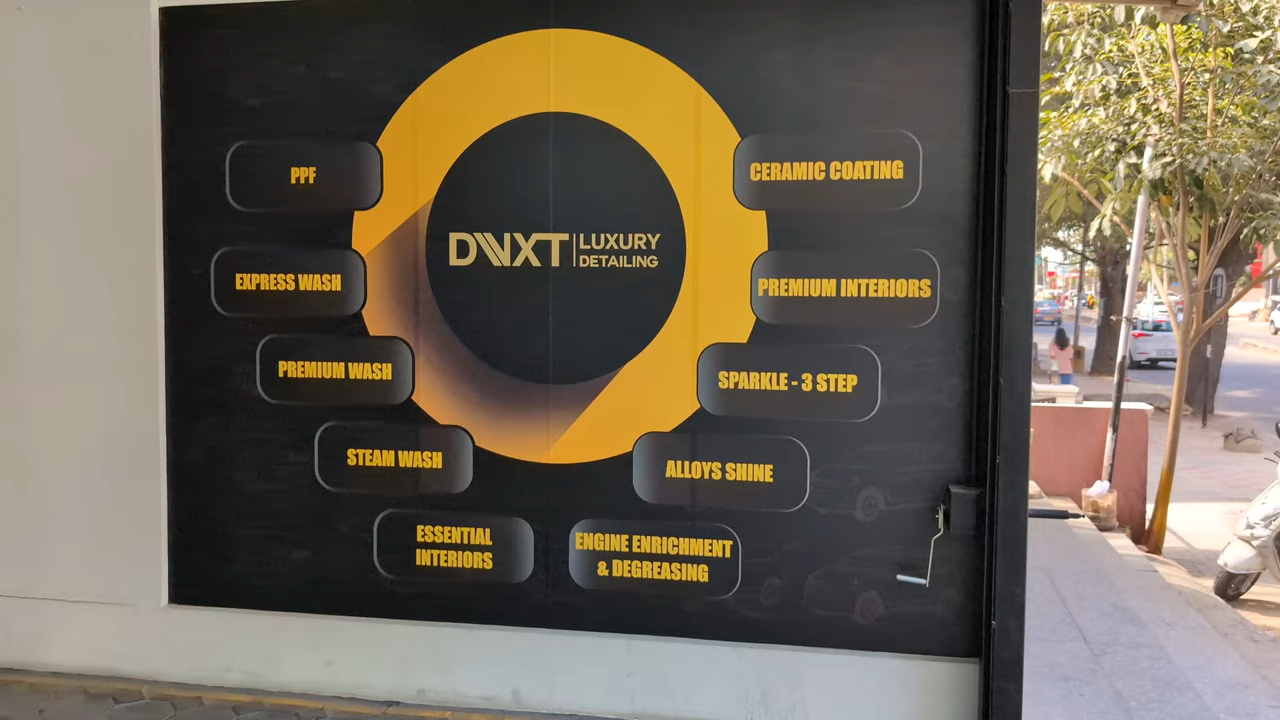 PPF
EXPRESS WASH
PREMIUM WASH
STEAM WASH
ESSENTIAL
INTERIORS
DWXT
LUXURY
DETAILING
CERAMIC COATING
PREMIUM INTERIORS
SPARKLE - 3 STEP
ALLOYS SHINE
ENGINE ENRICHMENT
& DEGREASING